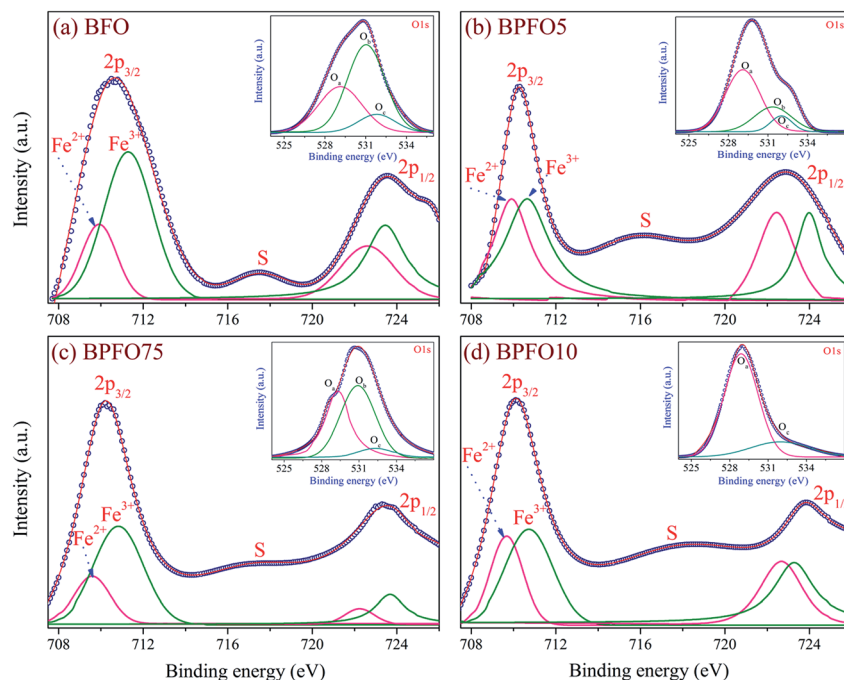 (a) BFO
2p3/2
Fe2+
Fe3+
S
2p1/2
Intensity (a.u.)
708 712 716 720 724
O1s
Oa
Ob
Oc
Intensity (a.u.)
525 528 531 534
Binding energy (eV)
(b) BPFO5
2p3/2
Fe2+
Fe3+
S
2p1/2
Intensity (a.u.)
708 712 716 720 724
O1s
Oa
Ob
Oc
Intensity (a.u.)
525 528 531 534
Binding energy (eV)
(c) BPFO75
2p3/2
Fe2+
Fe3+
S
2p1/2
Intensity (a.u.)
708 712 716 720 724
Binding energy (eV)
O1s
Oa
Ob
Oc
Intensity (a.u.)
525 528 531 534
Binding energy (eV)
(d) BPFO10
2p3/2
Fe2+
Fe3+
S
2p1/
Intensity (a.u.)
708 712 716 720 724
Binding energy (eV)
O1s
Oa
Oc
Intensity (a.u.)
525 528 531 534
Binding energy (eV)